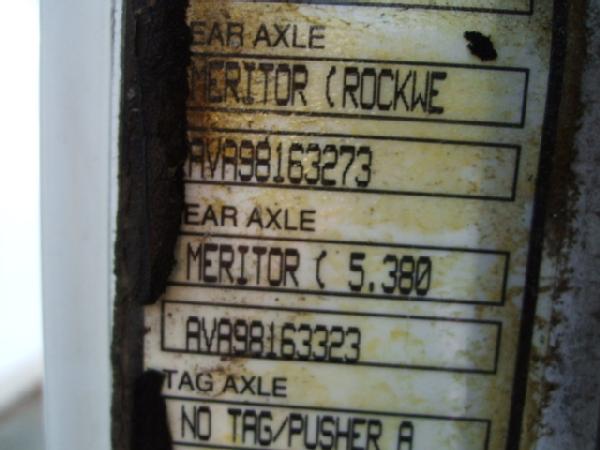 EAR AXLE
MERITOR (ROCKWE
AVA98163273
EAR AXLE
MERITOR ( 5.380
AVA98163323
TAG AXLE
NO TAG/PUSHER A